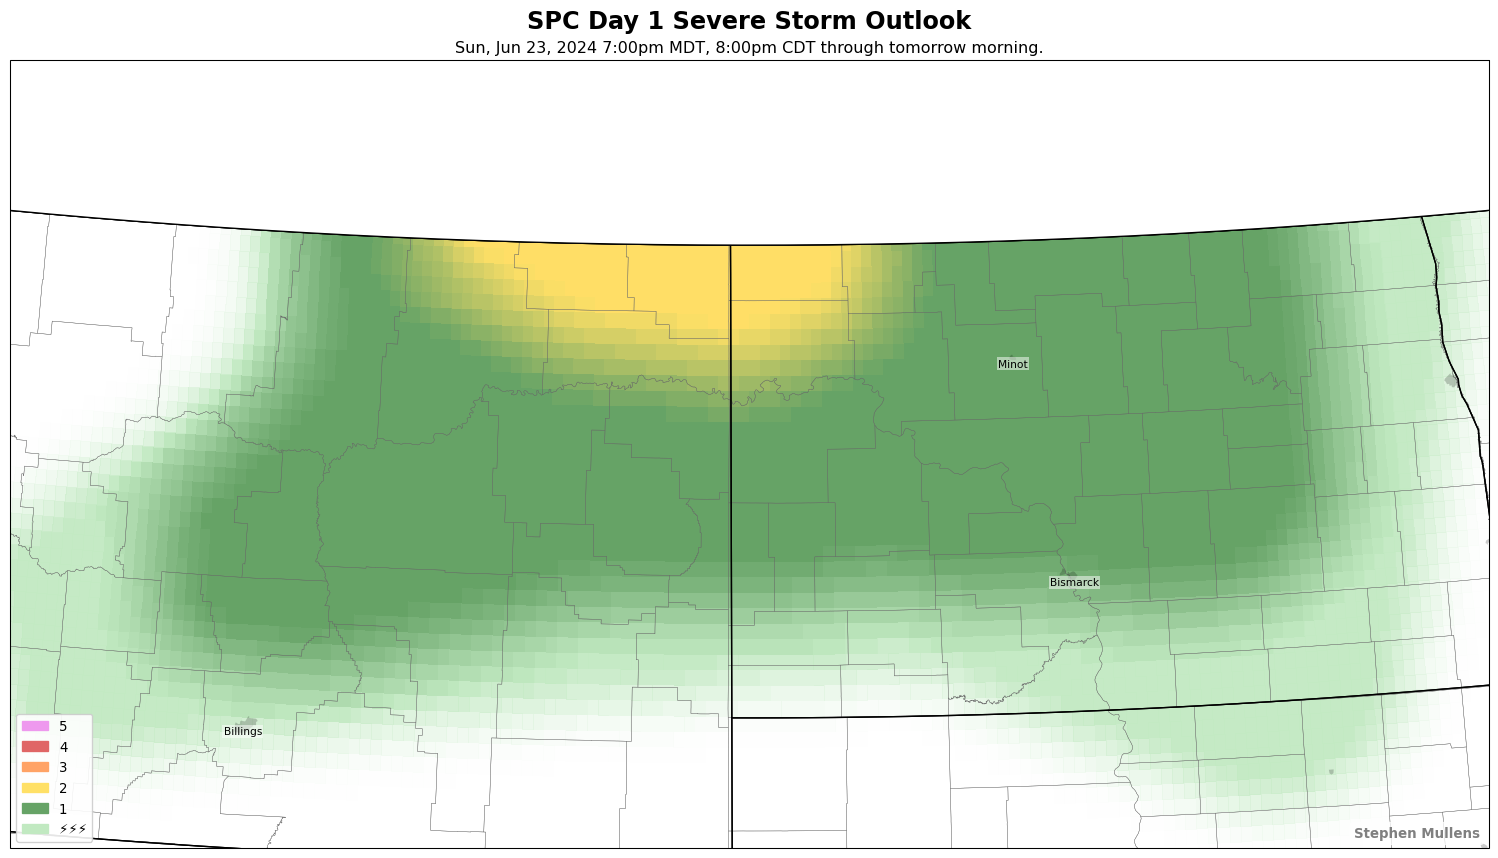 SPC Day 1 Severe Storm Outlook
Sun, Jun 23, 2024 7:00pm MDT, 8:00pm CDT through tomorrow morning.
Minot
Bismarck
Billings
5
4
3
2
1
⚡⚡⚡
Stephen Mullens